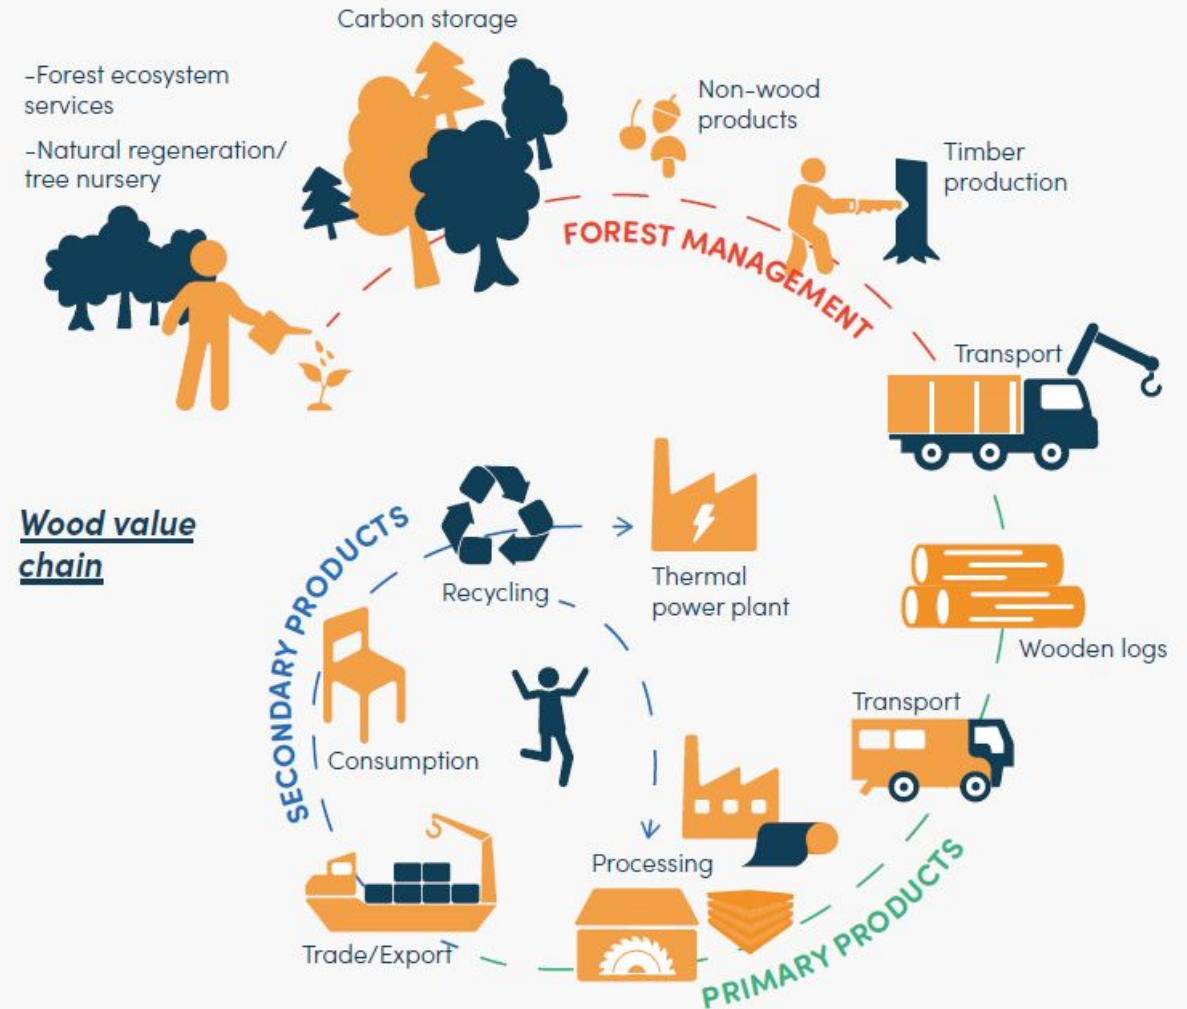 Carbon storage
-Forest ecosystem
services
-Natural regeneration/
tree nursery
Non-wood
products
Timber
production
FOREST MANAGEMENT
Transport
Wood value
chain
SECONDARY PRODUCTS
Recycling
Thermal
power plant
Wooden logs
Transport
Consumption
Processing
Trade/Export
PRIMARY PRODUCTS